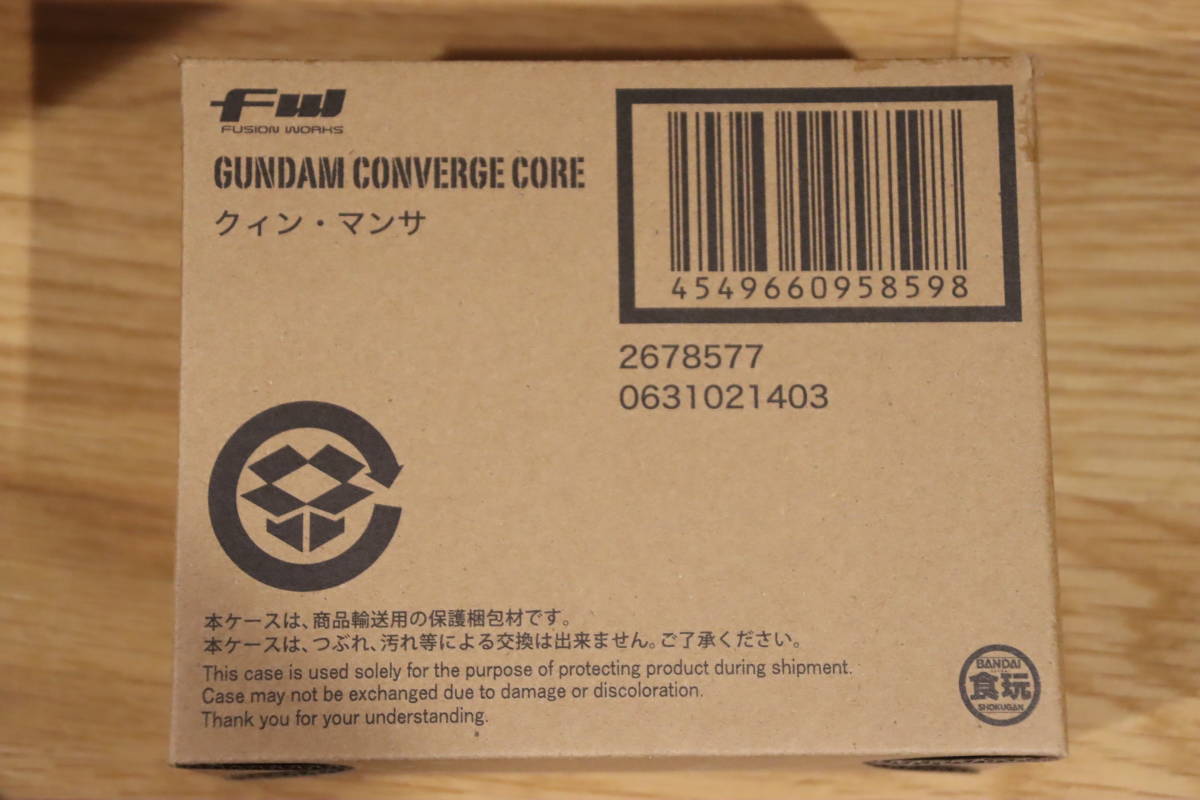 FW
FUSION WORKS
GUNDAM CONVERGE CORE
クィン・マンサ
4549660958598
2678577
0631021403
本ケースは、商品輸送用の保護梱包材です。
本ケースは、つぶれ、汚れ等による交換は出来ません。ご了承ください。
This case is used solely for the purpose of protecting product during shipment.
Case may not be exchanged due to damage or discoloration.
Thank you for your understanding.
BANDAI
食玩
SHOKUGAN